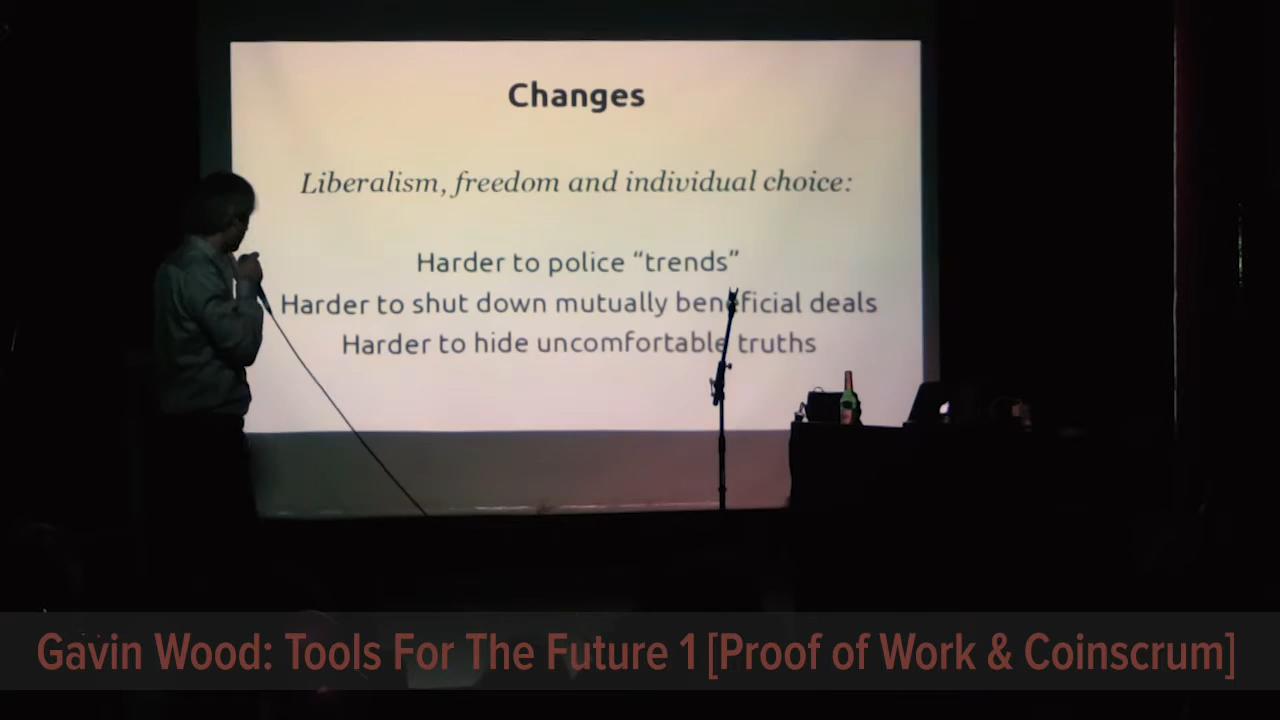 Changes
Liberalism, freedom and individual choice:
Harder to police “trends”
Harder to shut down mutually beneficial deals
Harder to hide uncomfortable truths
Gavin Wood: Tools For The Future 1 [Proof of Work & Coinscrum]